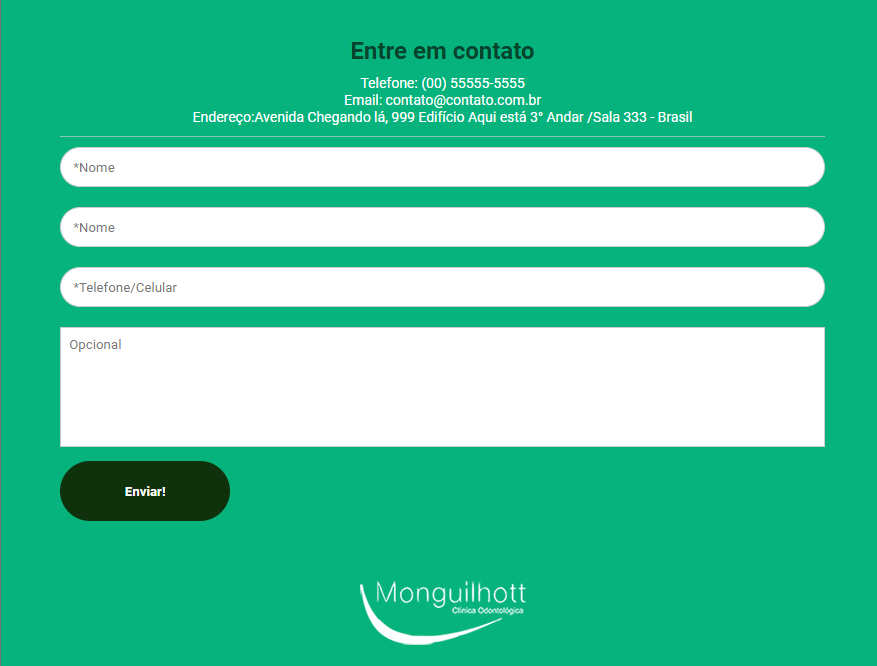 Entre em contato
Telefone: (00) 55555-5555
Email: contato@contato.com.br
Endereço:Avenida Chegando lá, 999 Edifício Aqui está 3° Andar /Sala 333 - Brasil
*Nome
*Nome
*Telefone/Celular
Opcional
Enviar!
Monguilhott
Clínica Odontológica